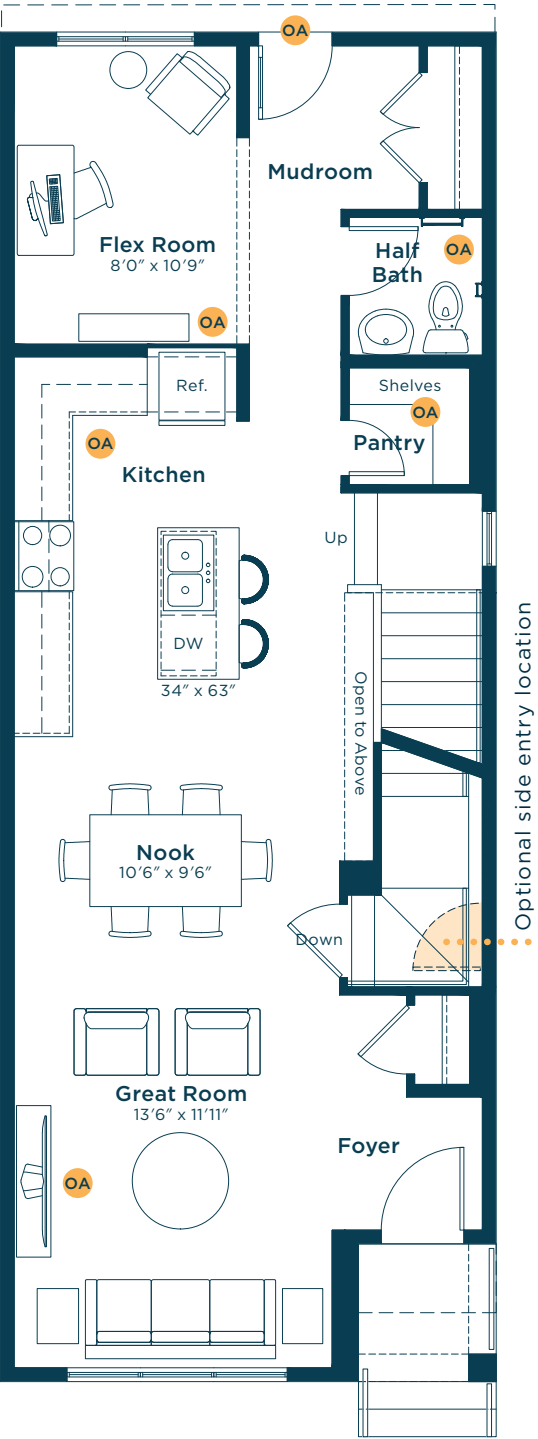 OA
Mudroom
Flex Room
8'0" x 10'9"
Half
Bath
OA
OA
Ref.
Shelves
OA
Pantry
OA
Kitchen
Up
DW
34" x 63"
Open to Above
Optional side entry location
Nook
10'6" x 9'6"
Down
Great Room
13'6" x 11'11"
Foyer
OA